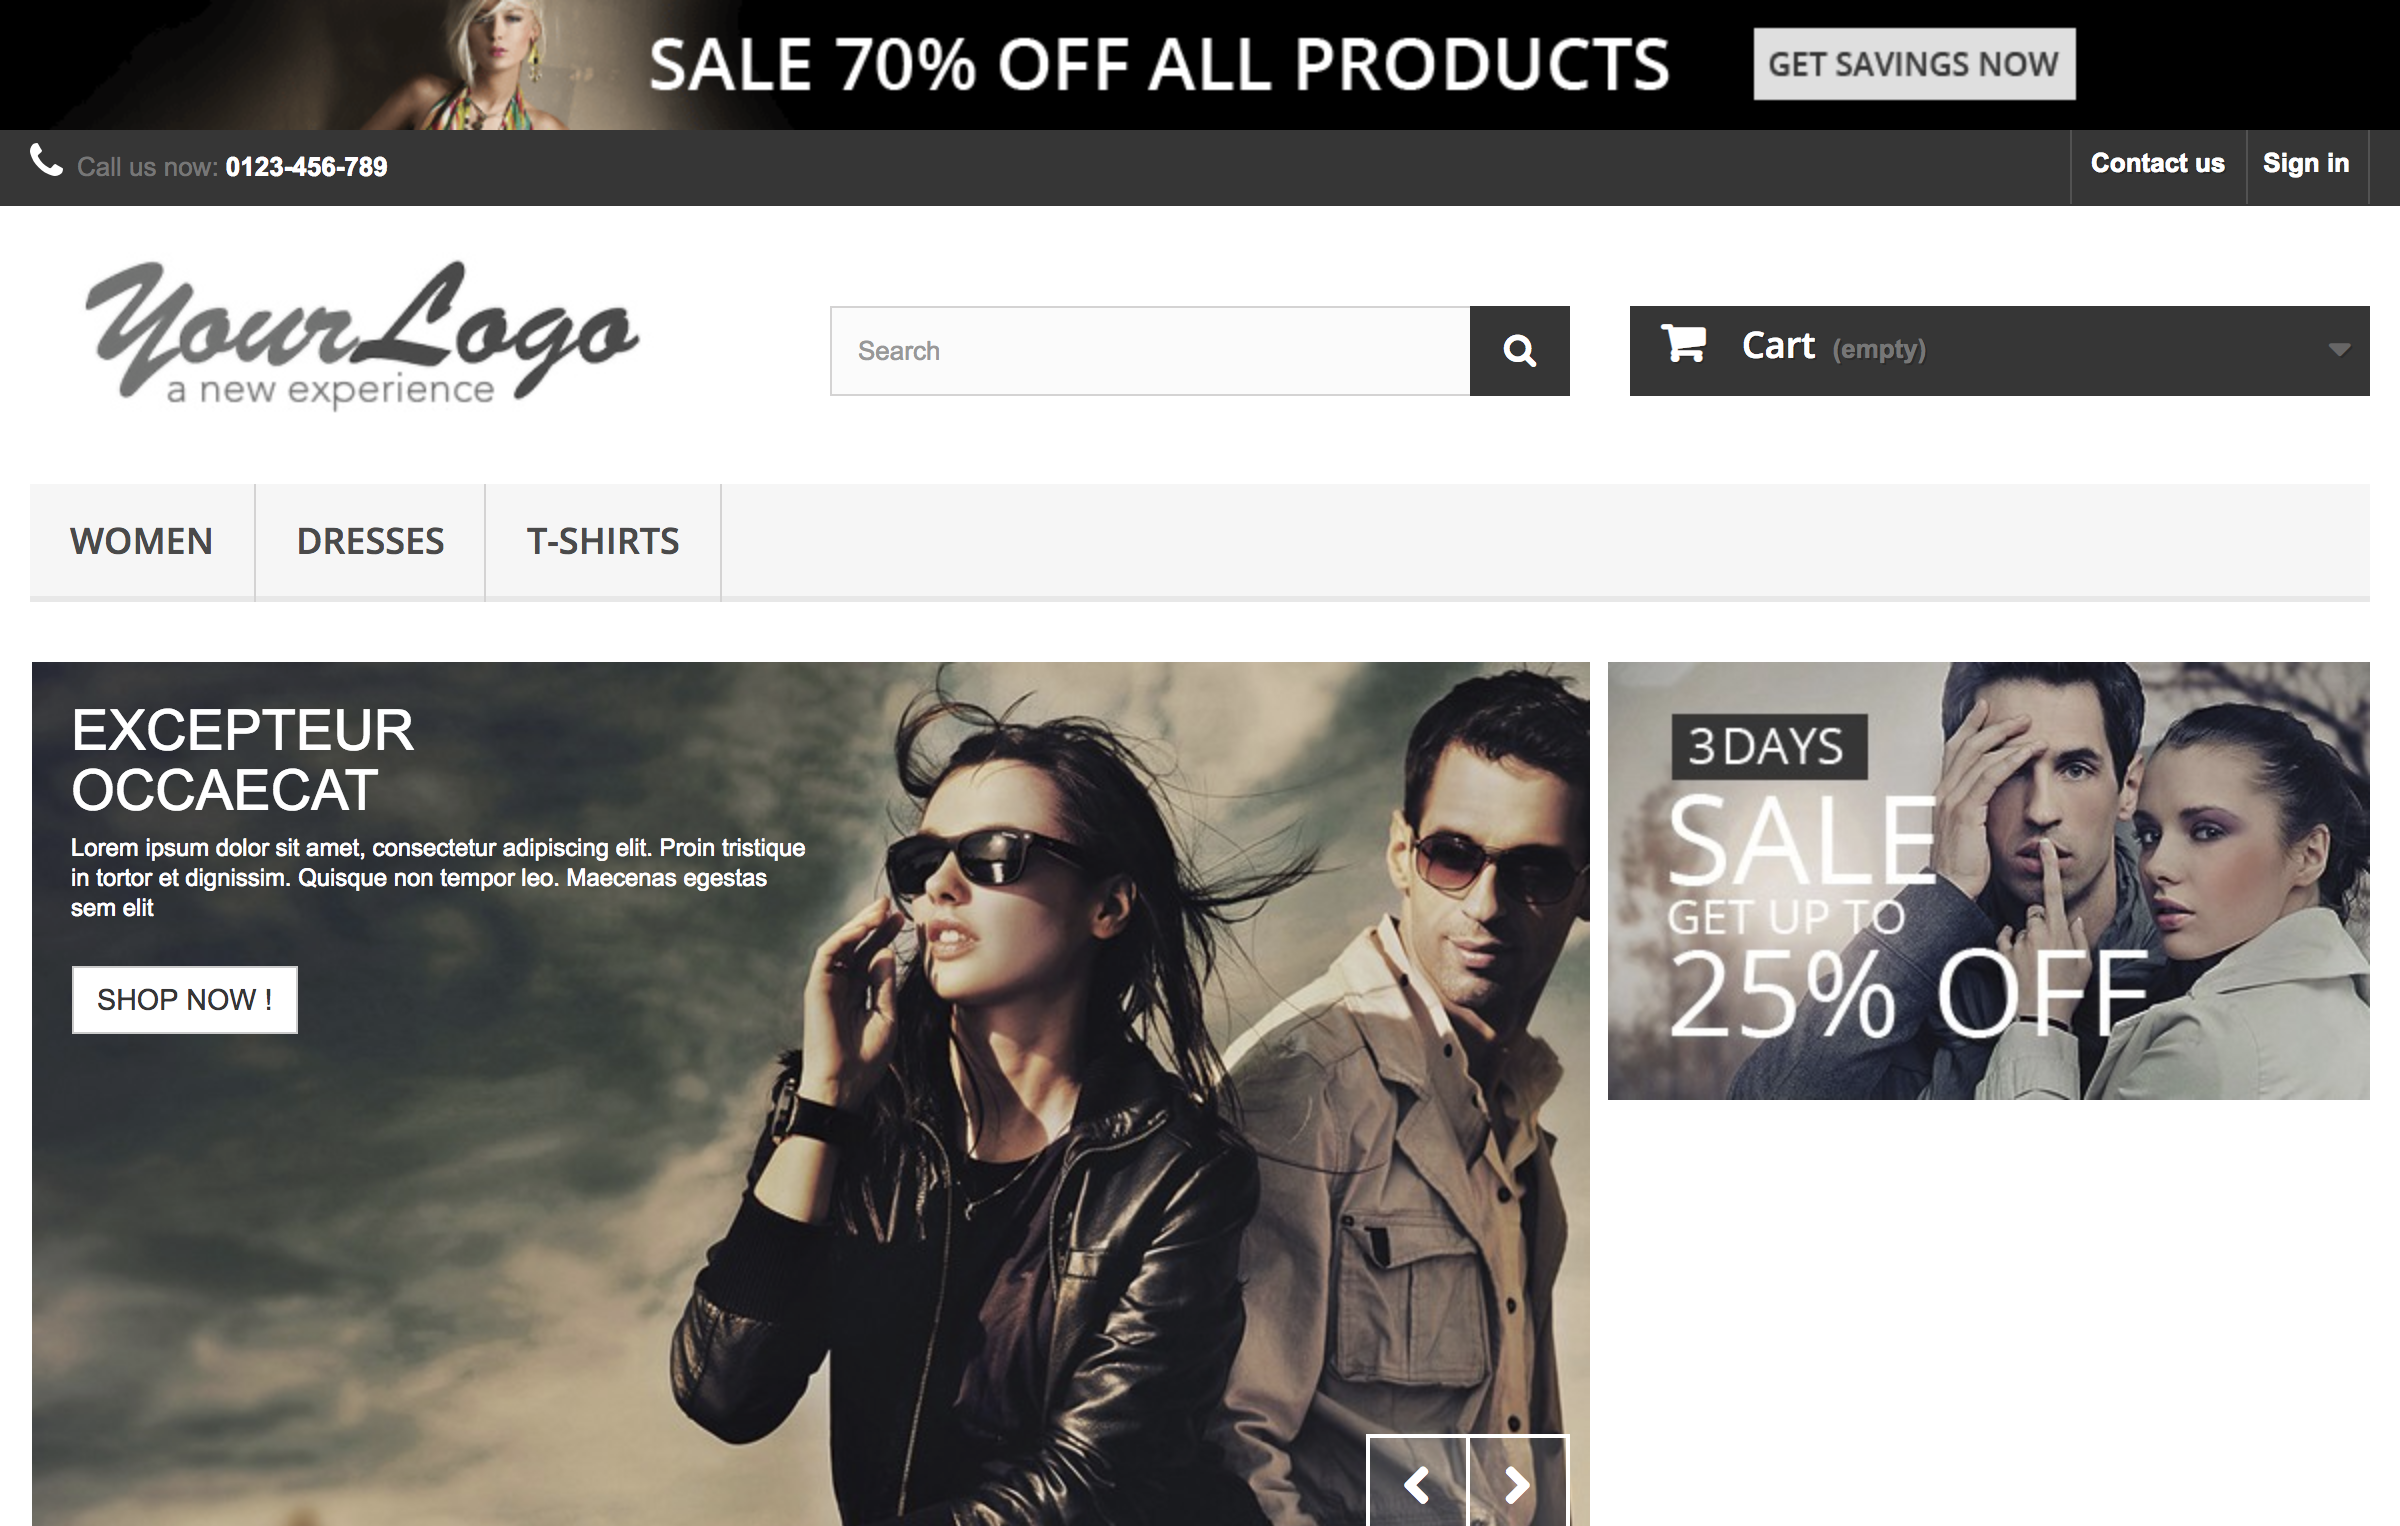 SALE 70% OFF ALL PRODUCTS
GET SAVINGS NOW
Call us now: 0123-456-789
Contact us
Sign in
YourLogo
a new experience
Search
Cart (empty)
WOMEN
DRESSES
T-SHIRTS
EXCEPTEUR
OCCAECAT
Lorem ipsum dolor sit amet, consectetur adipiscing elit. Proin tristique
in tortor et dignissim. Quisque non tempor leo. Maecenas egestas
sem elit
SHOP NOW !
3 DAYS
SALE
GET UP TO
25% OFF